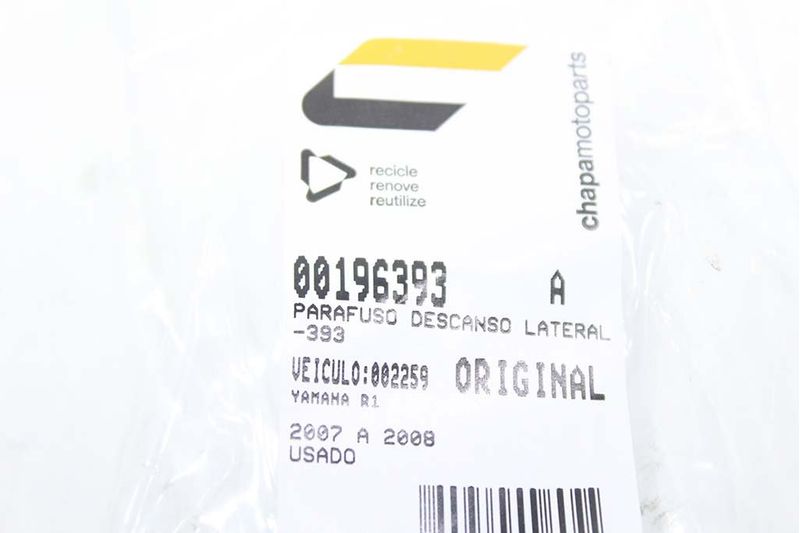 chapamotoparts
recicle
renove
reutilize
00196393 A
PARAFUSO DESCANSO LATERAL
-393
VEICULO:002259 ORIGINAL
YAMAHA R1
2007 A 2008
USADO